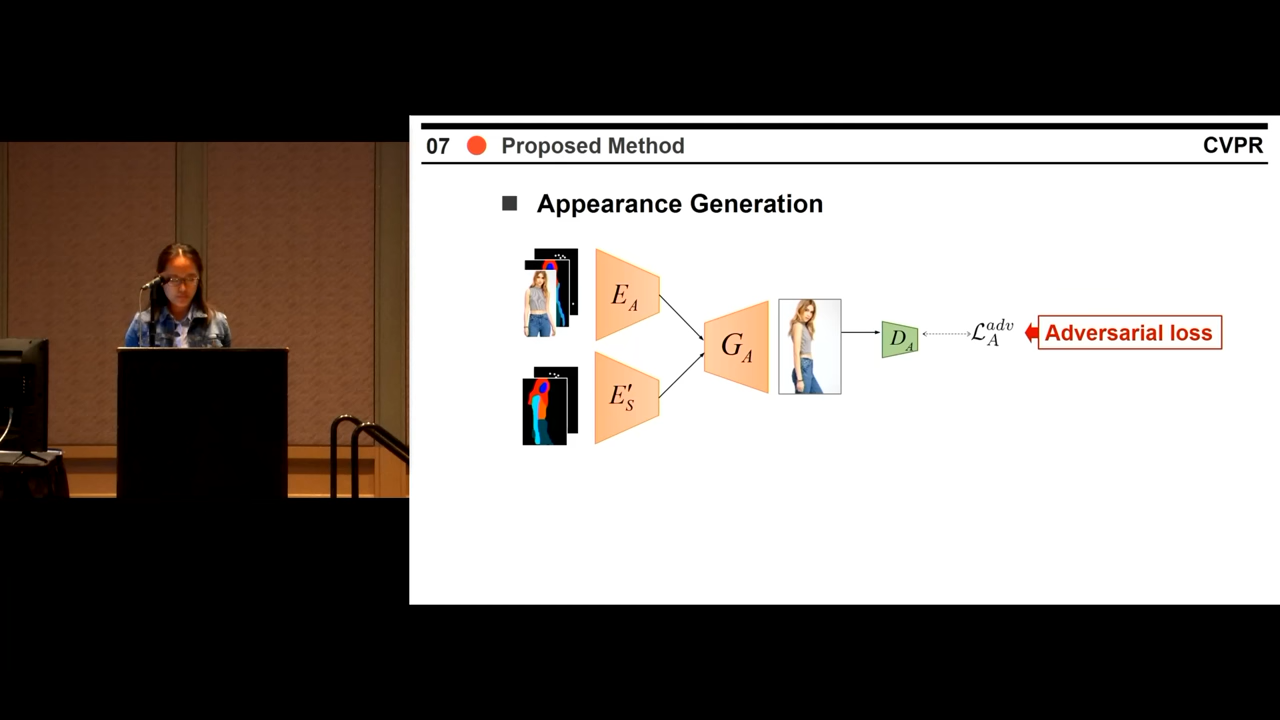 07 Proposed Method CVPR
Appearance Generation
E_A
G_A
E'_S
D_A
ℒ_A^{adv}
Adversarial loss